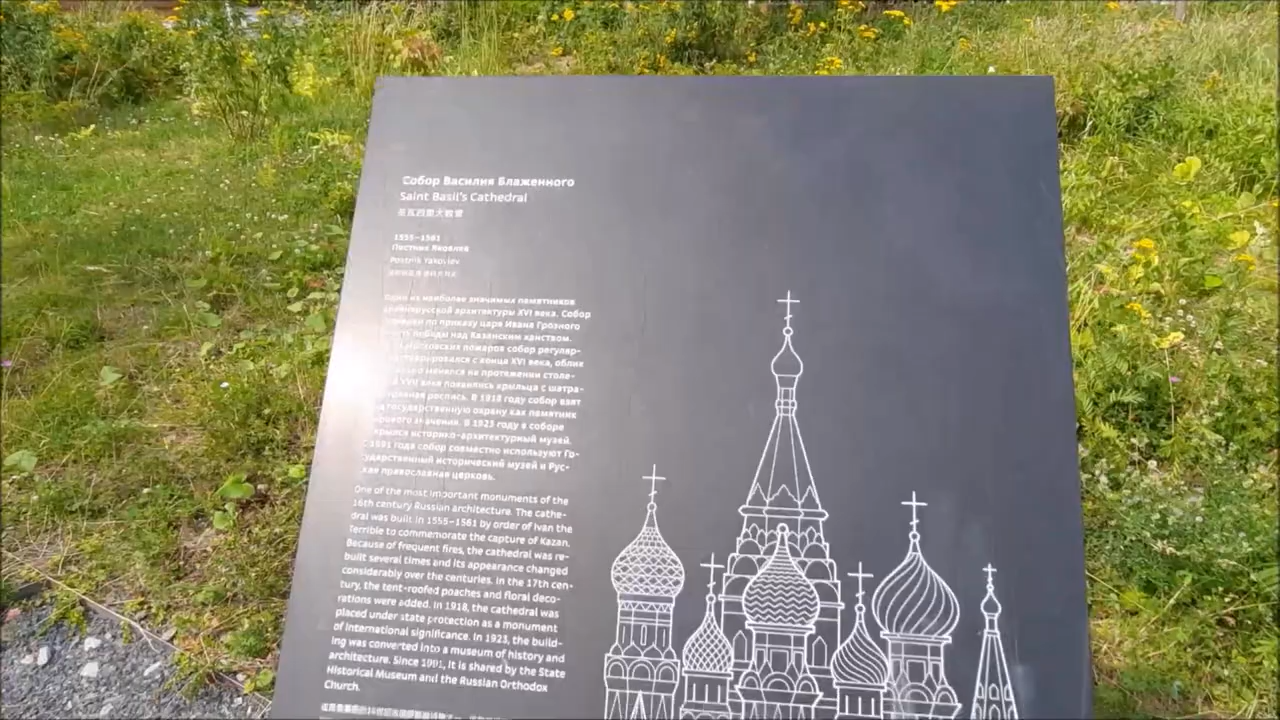 Собор Василия Блаженного
Saint Basil's Cathedral
1555–1561
Постник Яковлев
Postnik Yakovlev
Один из наиболее значимых памятников
древнерусской архитектуры XVI века. Собор
по приказу царя Ивана Грозного
победы над Казанским ханством.
московских пожаров собор регуляр-
с конца XVI века, облик
менялся на протяжении столе-
XVII веке появились крыльца с шатра-
роспись. В 1918 году собор взят
государственную охрану как памятник
значения. В 1923 году в соборе
историко-архитектурный музей.
С 1991 года собор совместно используют Го-
сударственный исторический музей и Рус-
ская православная церковь.
One of the most important monuments of the
16th century Russian architecture. The cathe-
dral was built in 1555–1561 by order of Ivan the
Terrible to commemorate the capture of Kazan.
Because of frequent fires, the cathedral was re-
built several times and its appearance changed
considerably over the centuries. In the 17th cen-
tury, the tent-roofed poaches and floral deco-
rations were added. In 1918, the cathedral was
placed under state protection as a monument
of international significance. In 1923, the build-
ing was converted into a museum of history and
architecture. Since 1991, it is shared by the State
Historical Museum and the Russian Orthodox
Church.